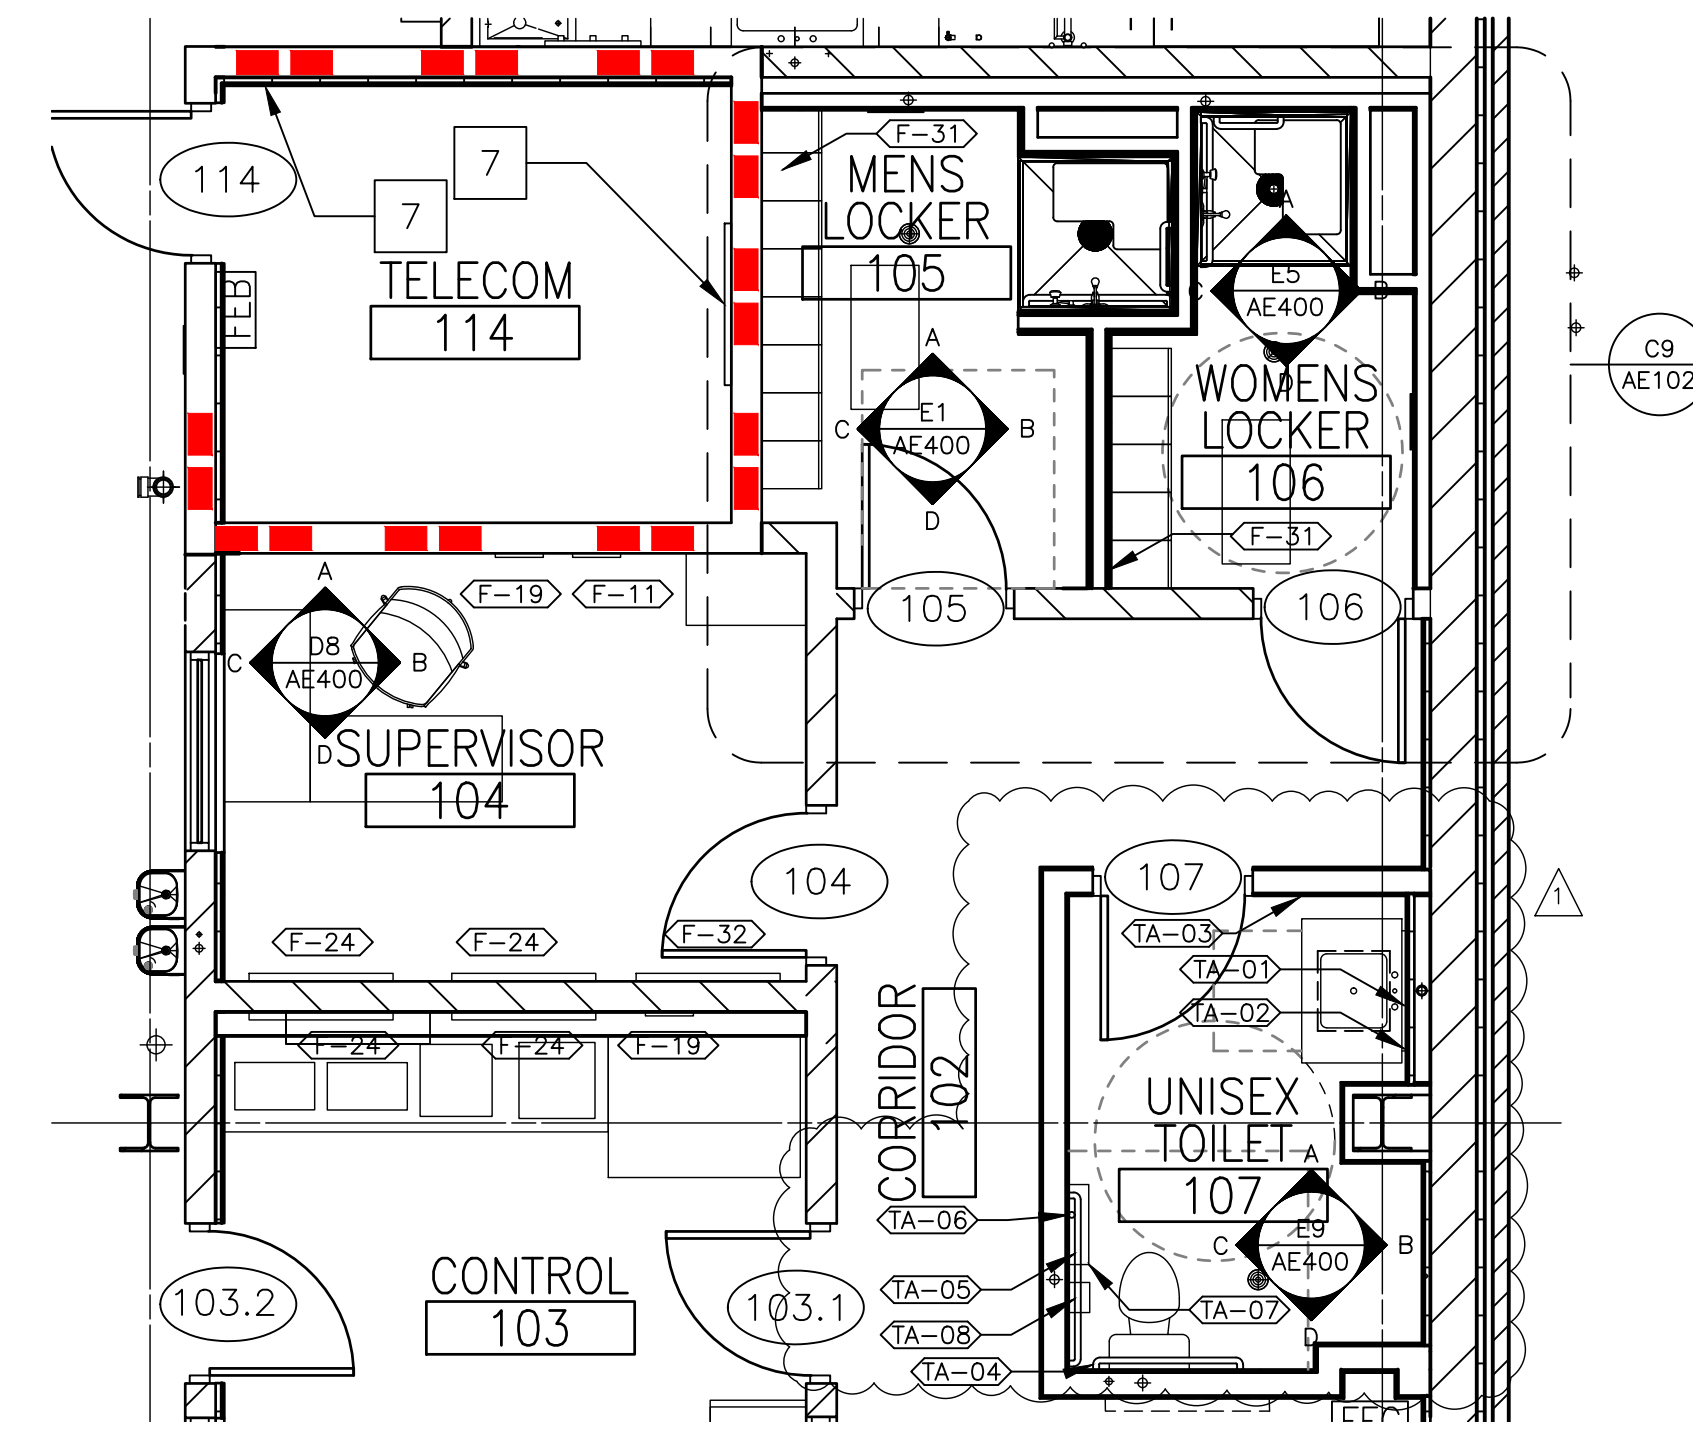 F-31
7
114
MENS
LOCKER
105
7
A
TELECOM
114
FEB
E5
AE400
C
B
D
C9
AE102
A
E1
AE400
C
B
D
WOMENS
LOCKER
106
F-31
A
D8
AE400
C
B
D
F-19
F-11
105
106
SUPERVISOR
104
104
107
1
F-24
F-24
F-32
TA-03
TA-01
TA-02
F-24
F-24
F-19
CORRIDOR
102
UNISEX
TOILET
107
A
E9
AE400
C
B
D
TA-06
TA-05
TA-07
TA-08
TA-04
CONTROL
103
103.2
103.1